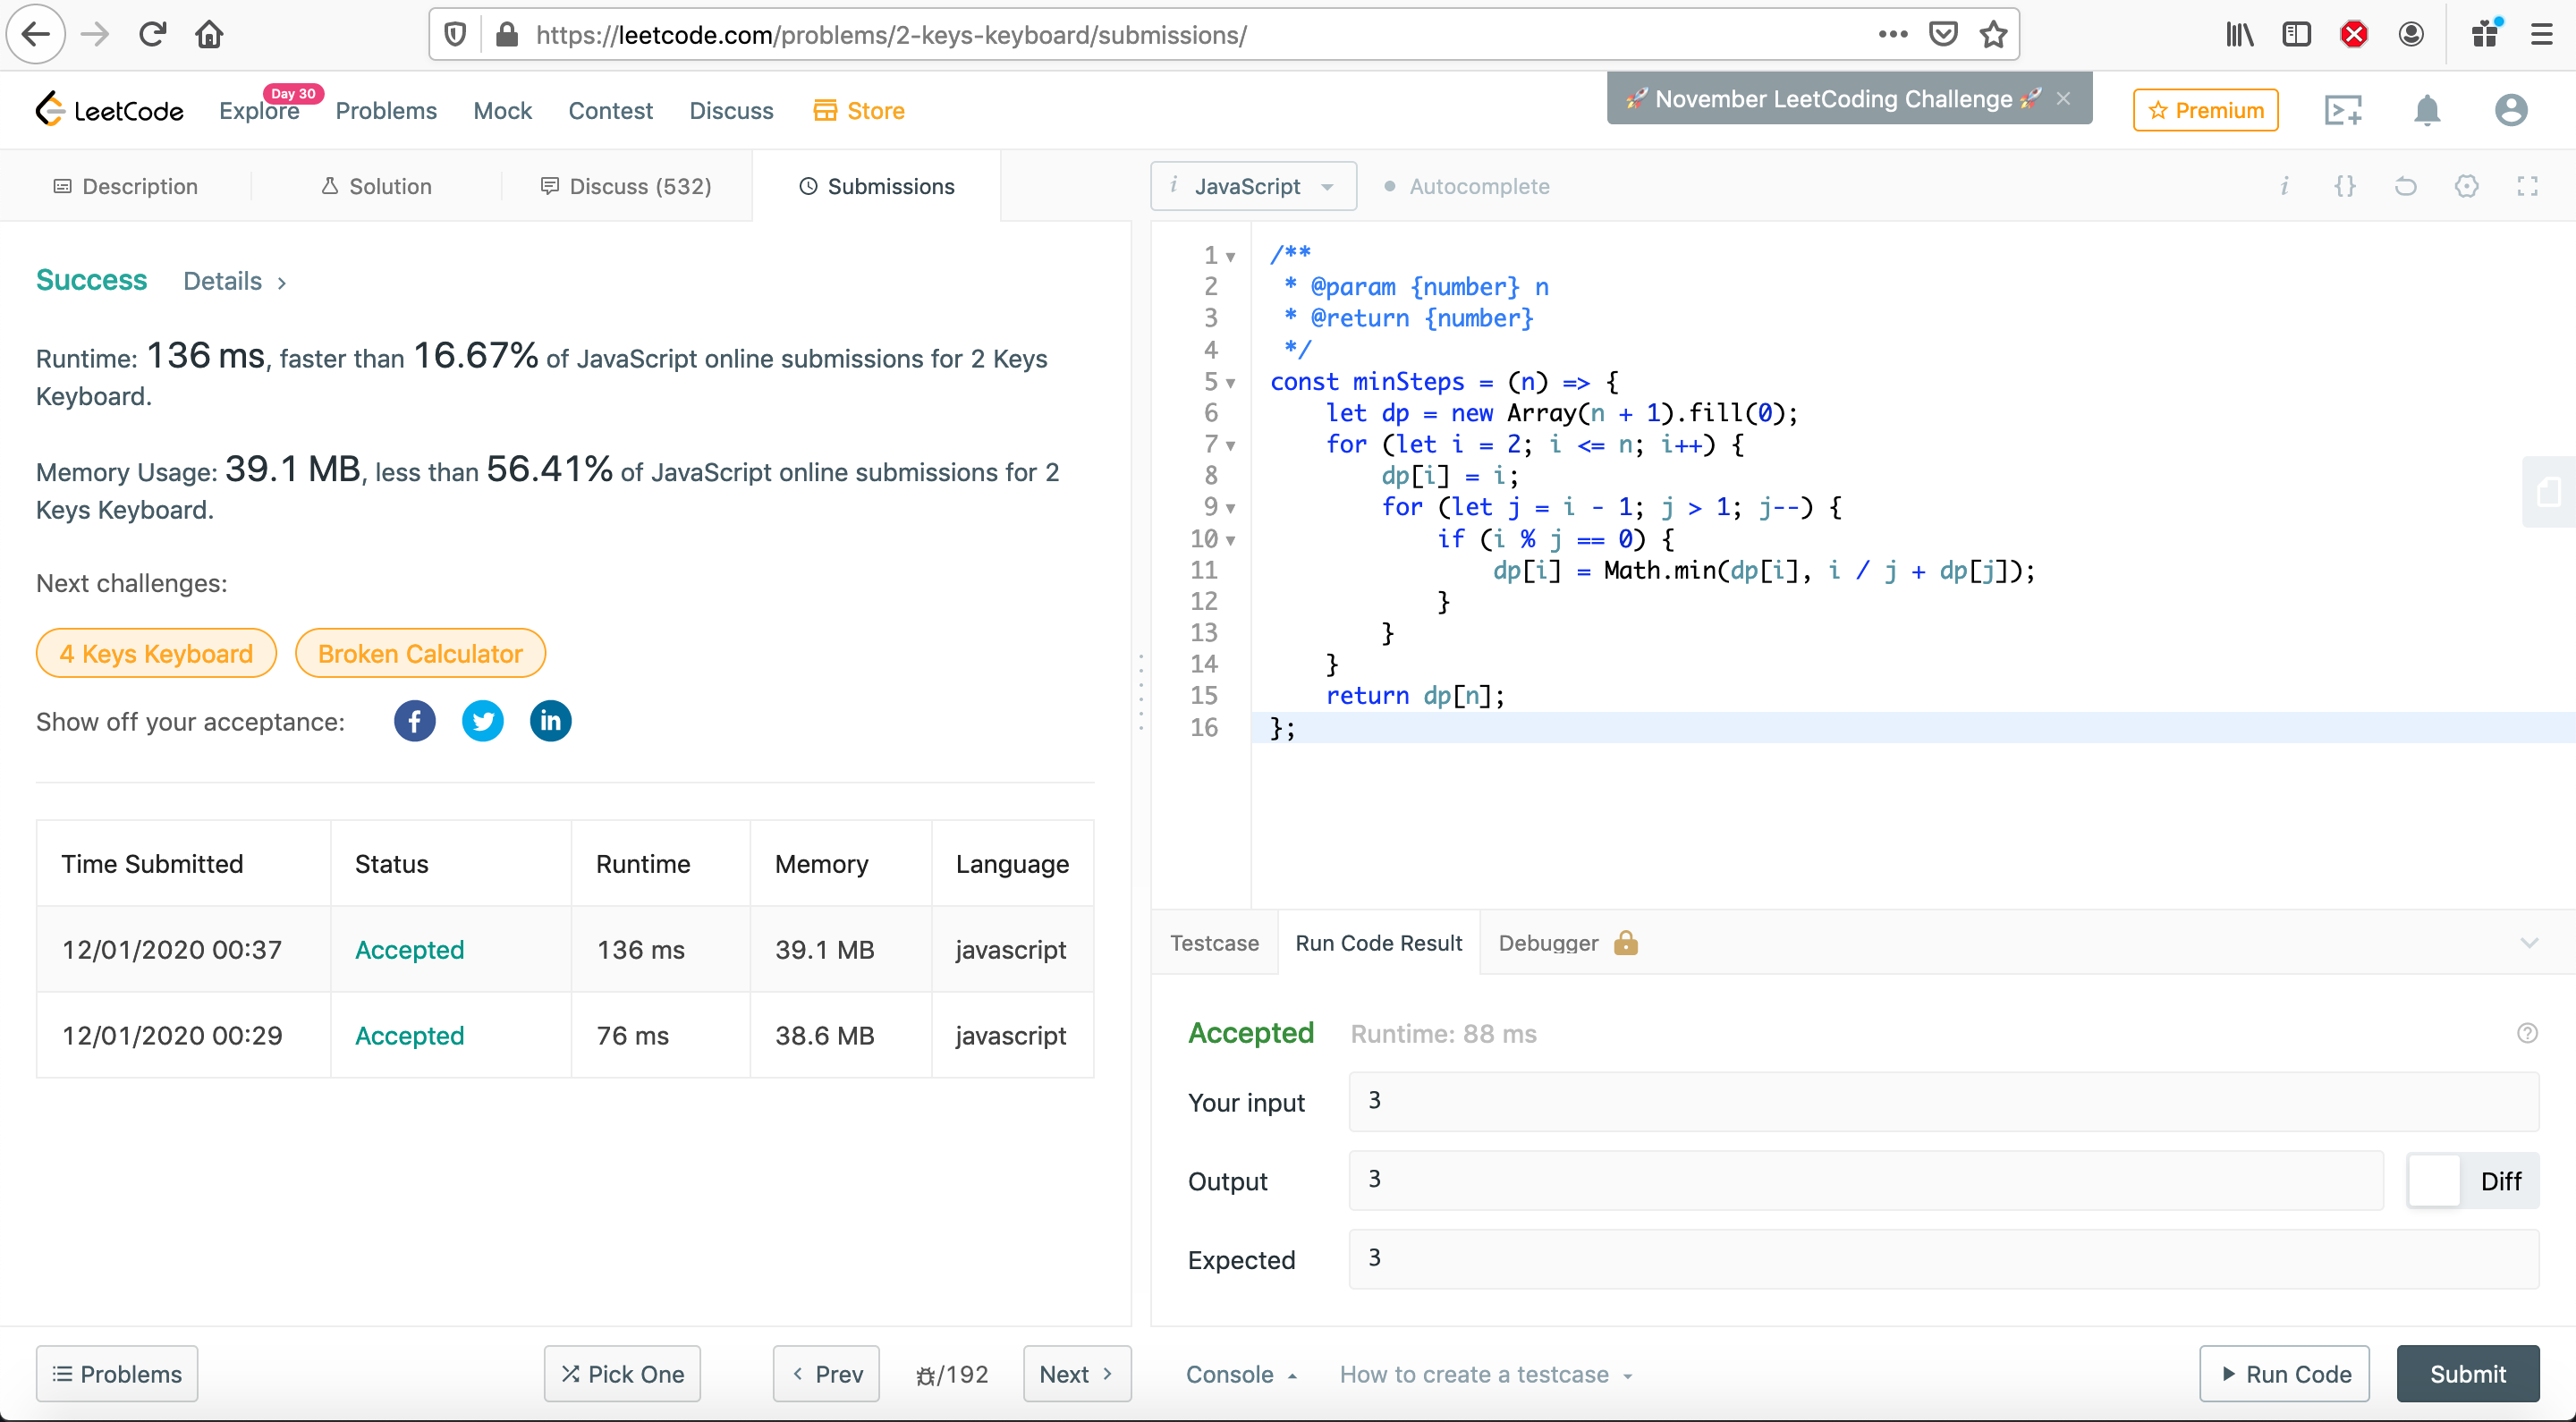 https://leetcode.com/problems/2-keys-keyboard/submissions/
LeetCode
Explore
Day 30
Problems
Mock
Contest
Discuss
Store
🚀 November LeetCoding Challenge 🚀 ×
Premium
Description
Solution
Discuss (532)
Submissions
i JavaScript
Autocomplete
i
{}
Success Details >
Runtime: 136 ms, faster than 16.67% of JavaScript online submissions for 2 Keys
Keyboard.
Memory Usage: 39.1 MB, less than 56.41% of JavaScript online submissions for 2
Keys Keyboard.
Next challenges:
4 Keys Keyboard
Broken Calculator
Show off your acceptance:
f
in
Time Submitted Status Runtime Memory Language
12/01/2020 00:37 Accepted 136 ms 39.1 MB javascript
12/01/2020 00:29 Accepted 76 ms 38.6 MB javascript
1 /**
2  * @param {number} n
3  * @return {number}
4  */
5 const minSteps = (n) => {
6     let dp = new Array(n + 1).fill(0);
7     for (let i = 2; i <= n; i++) {
8         dp[i] = i;
9         for (let j = i - 1; j > 1; j--) {
10             if (i % j == 0) {
11                 dp[i] = Math.min(dp[i], i / j + dp[j]);
12             }
13         }
14     }
15     return dp[n];
16 };
Testcase
Run Code Result
Debugger
Accepted Runtime: 88 ms
Your input 3
Output 3 Diff
Expected 3
Problems
Pick One
Prev
/192
Next
Console
How to create a testcase
Run Code
Submit